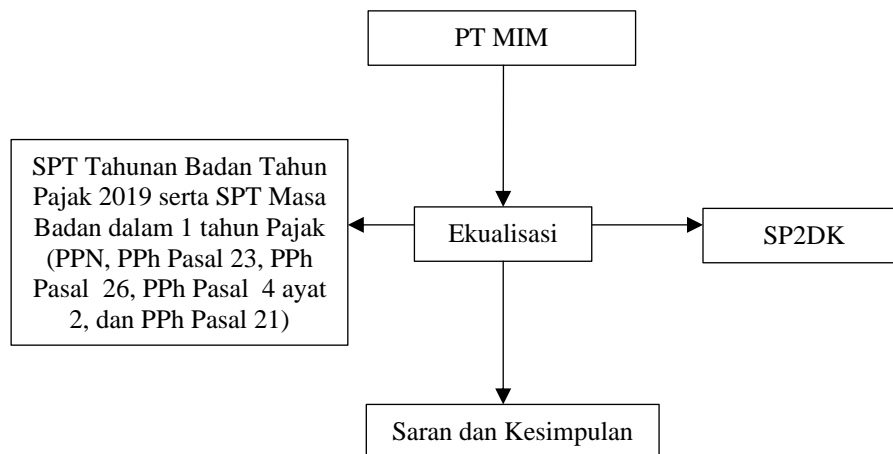 PT MIM
SPT Tahunan Badan Tahun
Pajak 2019 serta SPT Masa
Badan dalam 1 tahun Pajak
(PPN, PPh Pasal 23, PPh
Pasal 26, PPh Pasal 4 ayat
2, dan PPh Pasal 21)
Ekualisasi
SP2DK
Saran dan Kesimpulan